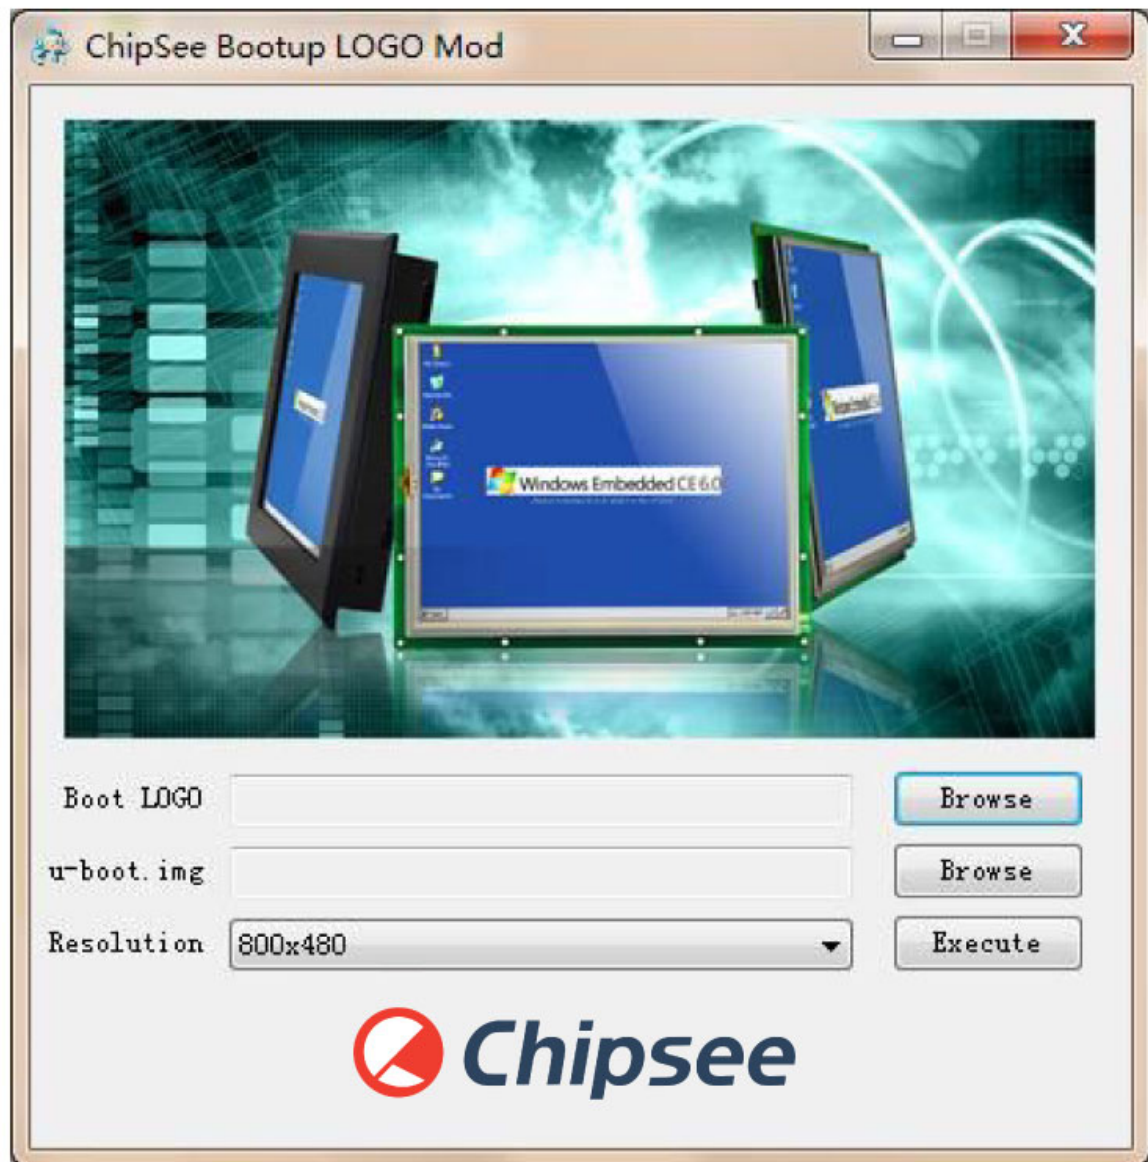 ChipSee Bootup LOGO Mod
Windows Embedded CE 6.0
Boot LOGO
Browse
u-boot.img
Browse
Resolution
800x480
Execute
Chipsee